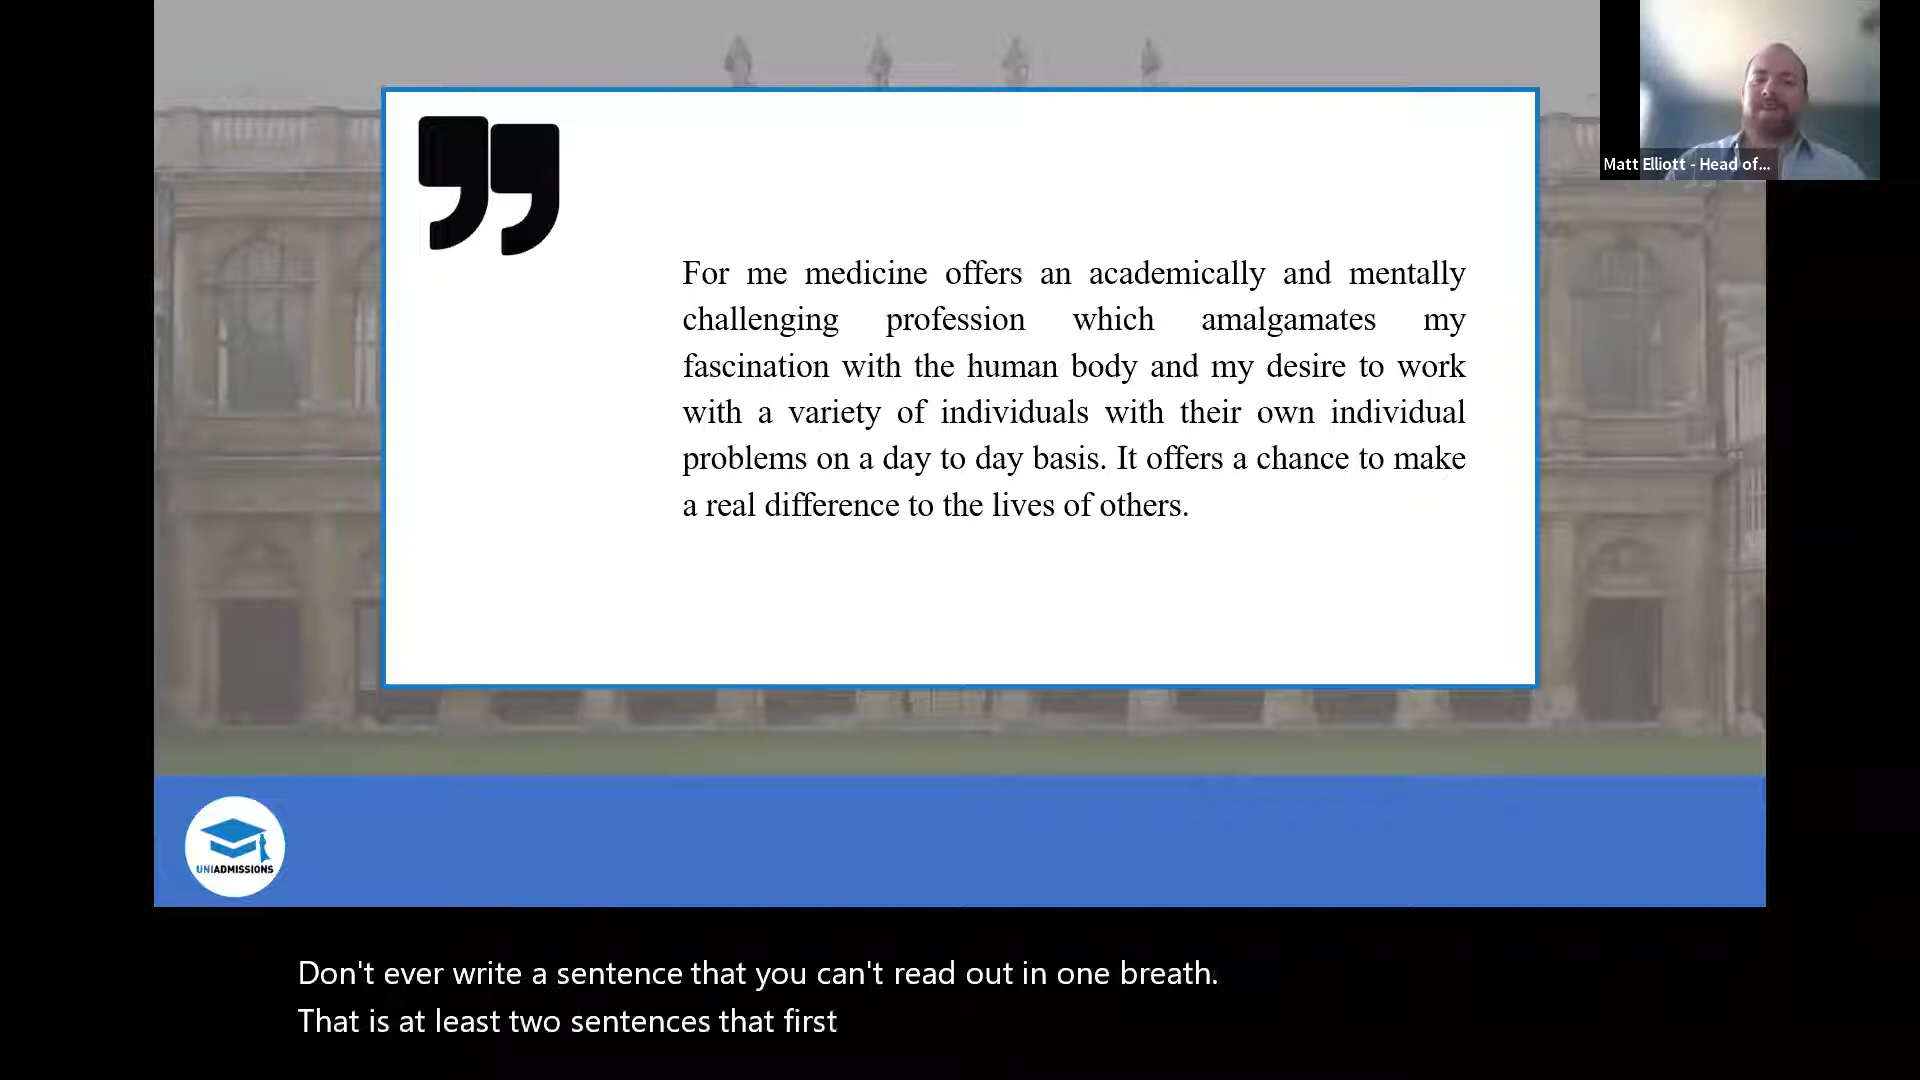 Matt Elliott - Head of...
For me medicine offers an academically and mentally
challenging profession which amalgamates my
fascination with the human body and my desire to work
with a variety of individuals with their own individual
problems on a day to day basis. It offers a chance to make
a real difference to the lives of others.
UNIADMISSIONS
Don't ever write a sentence that you can't read out in one breath.
That is at least two sentences that first